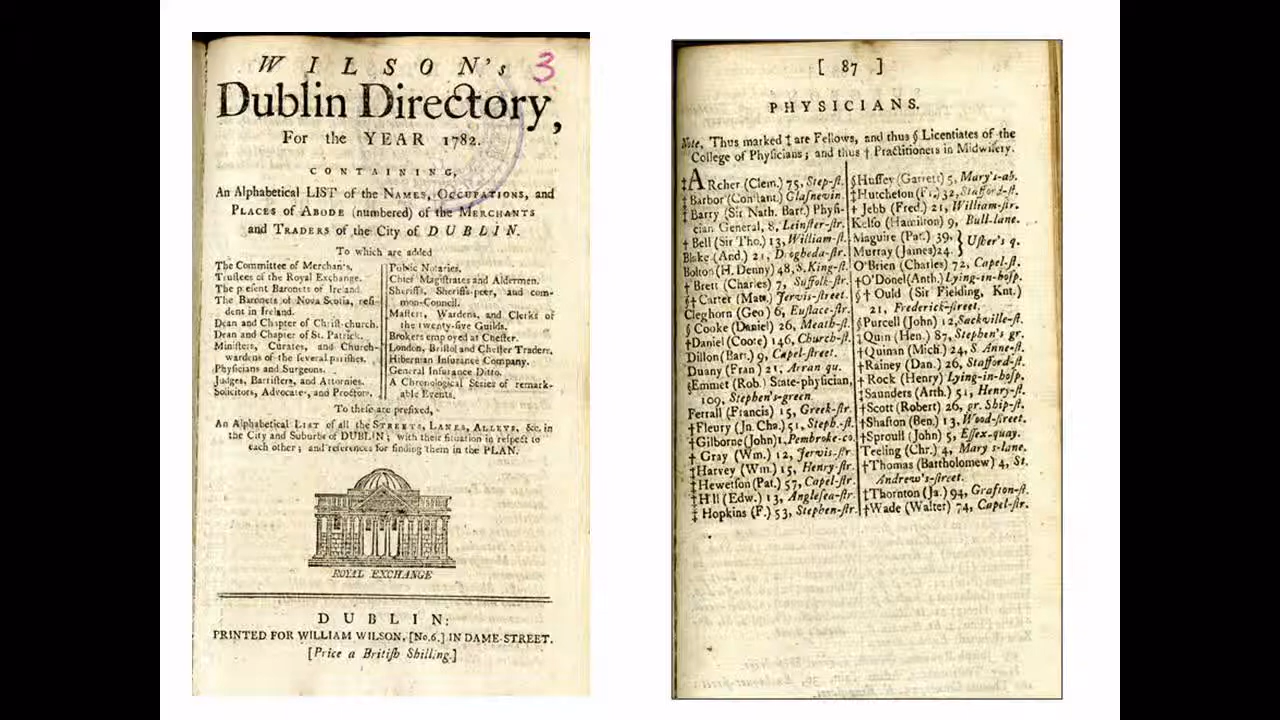 WILSON's
3
Dublin Directory,
For the YEAR 1782.
CONTAINING,
An Alphabetical LIST of the NAMES, OCCUPATIONS, and
PLACES of ABODE (numbered) of the MERCHANTS
and TRADERS of the City of DUBLIN.
To which are added
The Committee of Merchants,
Trustees of the Royal Exchange.
The present Baronets of Ireland.
The Baronets of Nova Scotia, resi-
dent in Ireland.
Dean and Chapter of Christ-church.
Dean and Chapter of St. Patrick.
Ministers, Curates, and Church-
wardens of the several parishes.
Physicians and Surgeons.
Judges, Barristers, and Attornies.
Solicitors, Advocates, and Proctors.
Public Notaries.
Chief Magistrates and Aldermen.
Sheriffs, Sheriffs-peer, and com-
mon-Council.
Masters, Wardens, and Clerks of
the twenty-five Guilds.
Brokers employed at Chester.
London, Bristol and Chester Traders.
Hibernian Insurance Company.
General Insurance Ditto.
A Chronological Series of remark-
able Events.
To these are prefixed,
An Alphabetical LIST of all the STREETS, LANES, ALLEYS, &c. in
the City and Suburbs of DUBLIN; with their situation in respect to
each other; and references for finding them in the PLAN.
ROYAL EXCHANGE
DUBLIN:
PRINTED FOR WILLIAM WILSON, [No. 6.] IN DAME-STREET.
[Price a British Shilling.]
[ 87 ]
PHYSICIANS.
Note, Thus marked ‡ are Fellows, and thus § Licentiates of the
College of Physicians; and thus † Practitioners in Midwifery.
‡ARcher (Clem.) 75, Step-st.
†Barbor (Constant.) Glasnevin.
‡Barry (Sir Nath. Bart.) Physi-
cian General, 8, Leinster-str.
†Bell (Sir Tho.) 13, William-st.
Blake (And.) 21, Drogheda-str.
Bolton (H. Denny) 48, S. King-st.
†Brett (Charles) 7, Suffolk-str.
§†Carter (Mat.) Jervis-street.
Cleghorn (Geo) 6, Eustace-str.
§Cooke (Daniel) 26, Meath-st.
†Daniel (Coote) 146, Church-st.
Dillon (Bart.) 9, Capel-street.
Duany (Fran) 21, Arran qu.
§Emmet (Rob.) State-physician,
109, Stephen's-green.
Ferrall (Francis) 15, Greek-str.
†Fleury (Jn. Cha.) 51, Steph.-st.
†Gilborne (John) 1, Pembroke-co.
†Gray (Wm.) 12, Jervis-str.
‡Harvey (Wm.) 15, Henry-str.
‡Hewetson (Pat.) 57, Capel-str.
‡Hill (Edw.) 13, Anglesea-str.
‡Hopkins (F.) 53, Stephen-str.
§Hussey (Garrett) 5, Mary's-ab.
‡Hutcheson (Fr.) 32, Stafford-st.
†Jebb (Fred.) 21, William-str.
Kelso (Hamilton) 9, Bull-lane.
Maguire (Pat.) 39, } Usher's q.
Murray (James) 24.
O'Brien (Charles) 72, Capel-st.
†O'Donel (Anth.) Lying-in-hosp.
§†Ould (Sir Fielding, Knt.)
21, Frederick-street.
§Purcell (John) 12, Sackville-st.
‡Quin (Hen.) 87, Stephen's gr.
†Quinan (Mich.) 24, S. Anne-st.
†Rainey (Dan.) 26, Stafford-st.
†Rock (Henry) Lying-in-hosp.
‡Saunders (Arth.) 51, Henry-st.
†Scott (Robert) 26, gr. Ship-st.
†Shafton (Ben.) 13, Wood-street.
†Sproull (John) 5, Essex-quay.
Teeling (Chr.) 4, Mary's-lane.
†Thomas (Bartholomew) 4, St.
Andrew's-street.
‡Thornton (Ja.) 94, Grafton-st.
†Wade (Walter) 74, Capel-str.